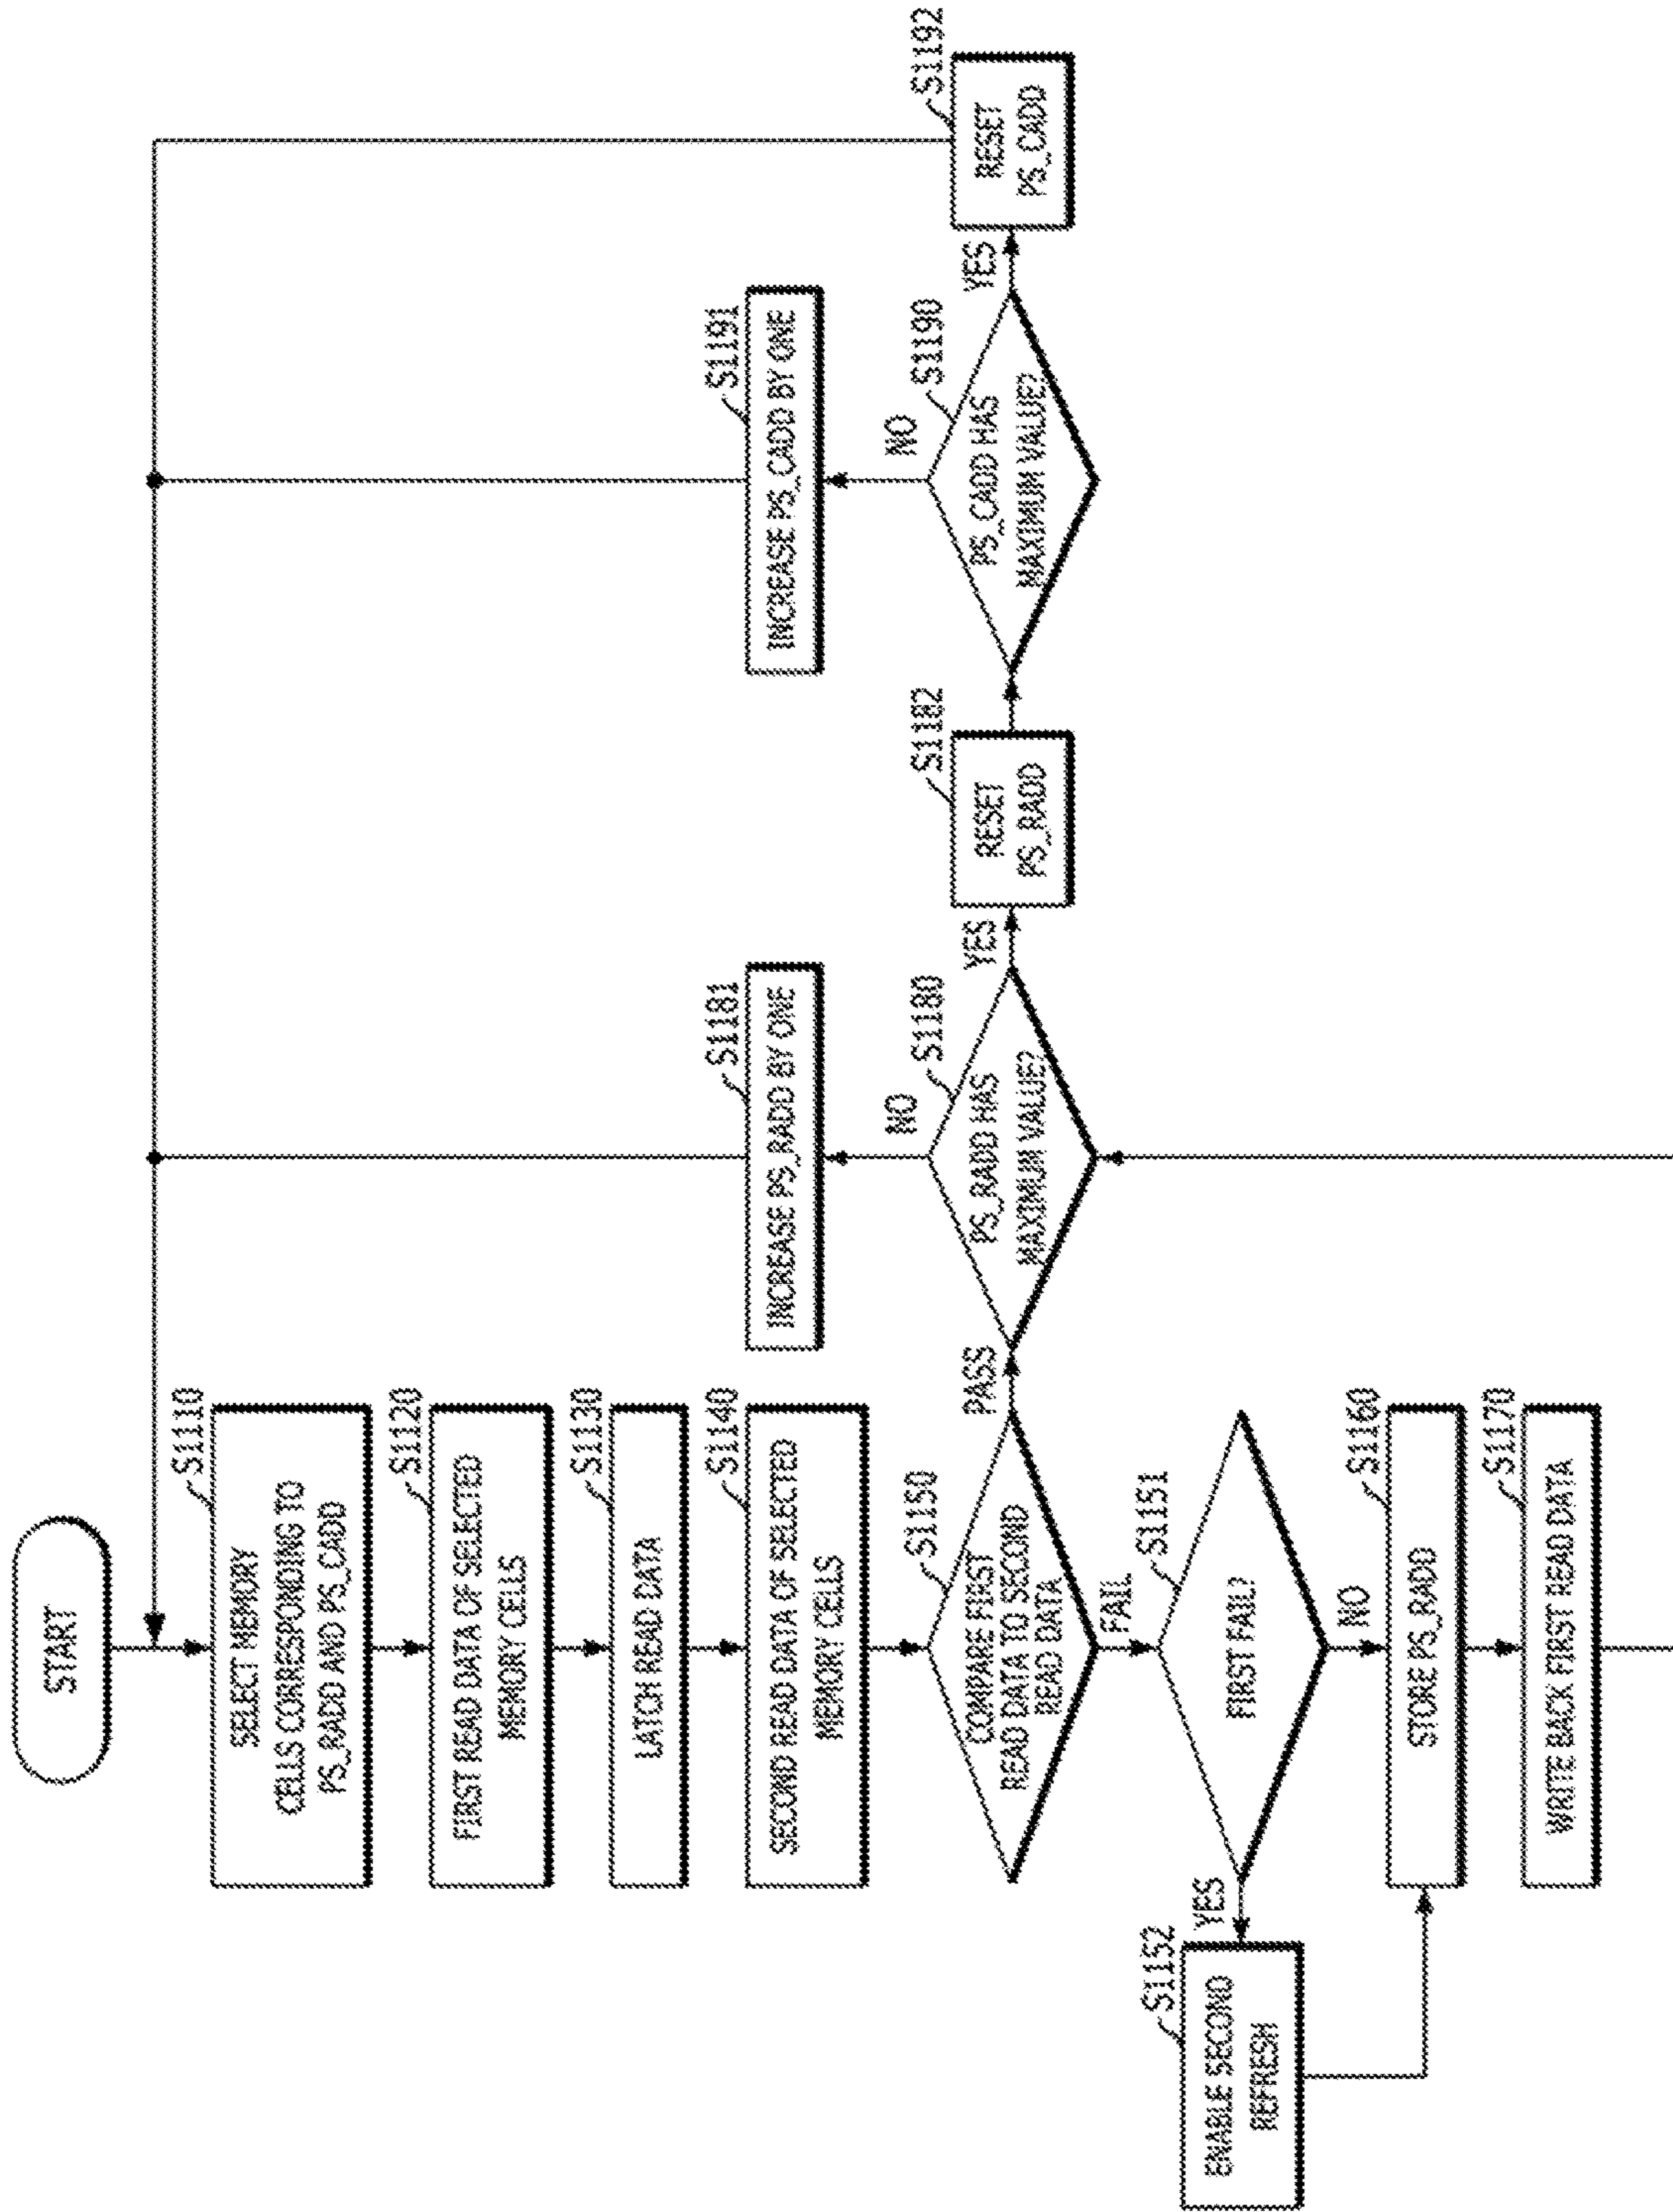 START
S1110
SELECT MEMORY
CELLS CORRESPONDING TO
PS_RADD AND PS_CADD
S1120
FIRST READ DATA OF SELECTED
MEMORY CELLS
S1130
LATCH READ DATA
S1140
SECOND READ DATA OF SELECTED
MEMORY CELLS
S1150
COMPARE FIRST
READ DATA TO SECOND
READ DATA
PASS
FAIL
S1151
FIRST FAIL?
YES
NO
S1152
ENABLE SECOND
REFRESH
S1160
STORE PS_RADD
S1170
WRITE BACK FIRST READ DATA
S1180
PS_RADD HAS
MAXIMUM VALUE?
NO
YES
S1181
INCREASE PS_RADD BY ONE
S1182
RESET
PS_RADD
S1190
PS_CADD HAS
MAXIMUM VALUE?
NO
YES
S1191
INCREASE PS_CADD BY ONE
S1192
RESET
PS_CADD